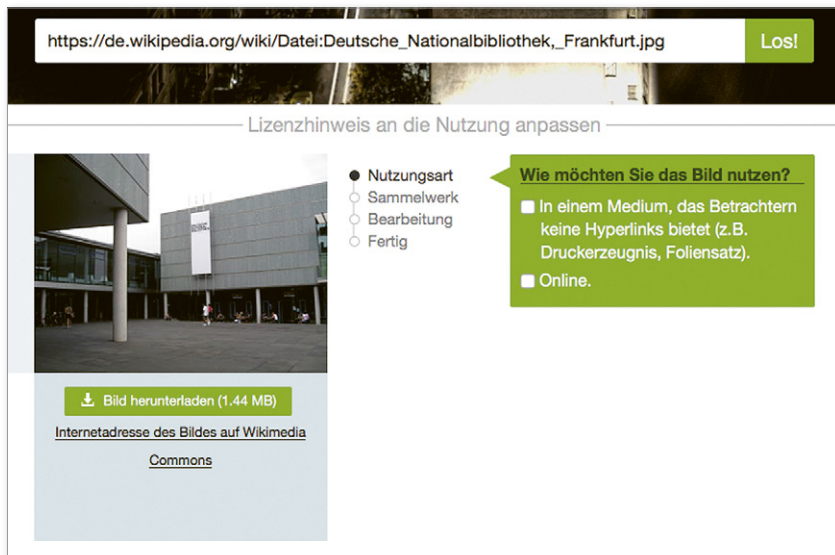 https://de.wikipedia.org/wiki/Datei:Deutsche_Nationalbibliothek,_Frankfurt.jpg
Los!
Lizenzhinweis an die Nutzung anpassen
Nutzungsart
Sammelwerk
Bearbeitung
Fertig
Wie möchten Sie das Bild nutzen?
In einem Medium, das Betrachtern
keine Hyperlinks bietet (z.B.
Druckerzeugnis, Foliensatz).
Online.
Bild herunterladen (1.44 MB)
Internetadresse des Bildes auf Wikimedia
Commons